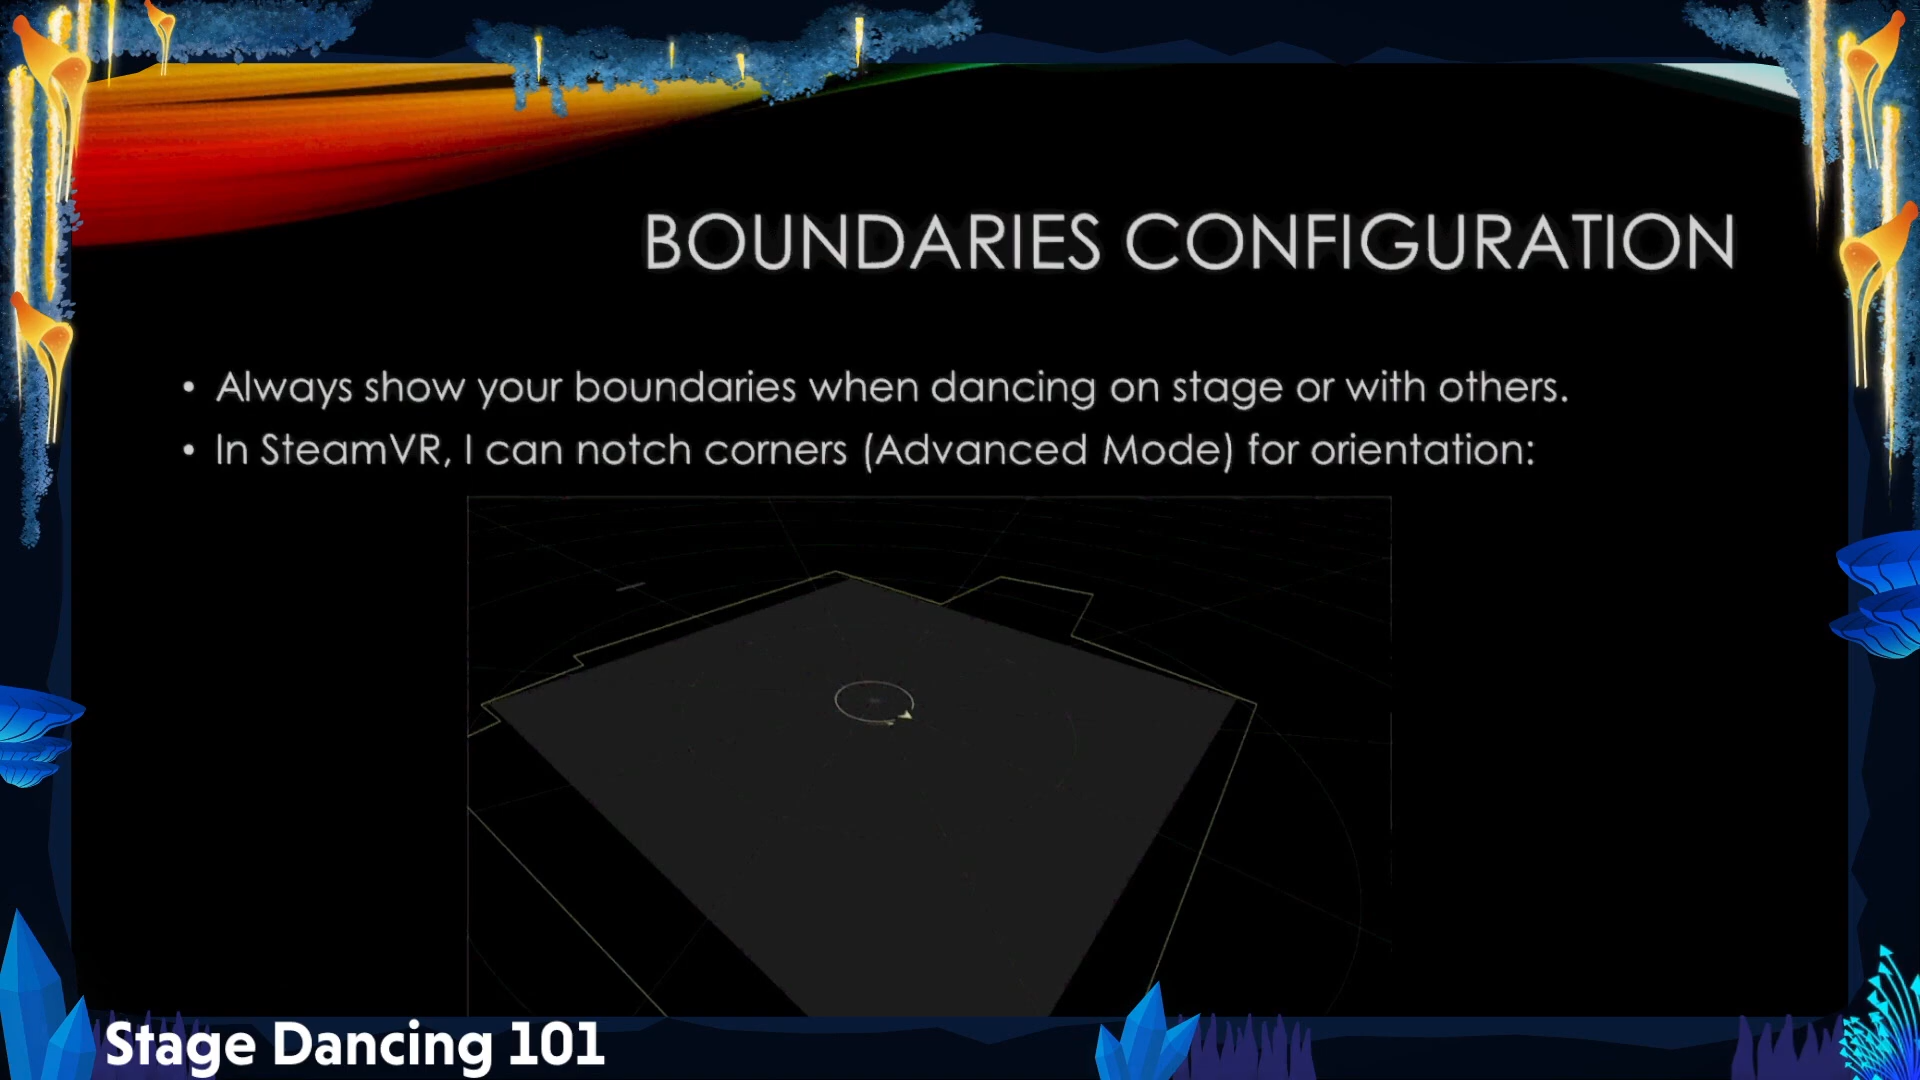 BOUNDARIES CONFIGURATION
• Always show your boundaries when dancing on stage or with others.
• In SteamVR, I can notch corners (Advanced Mode) for orientation:
Stage Dancing 101